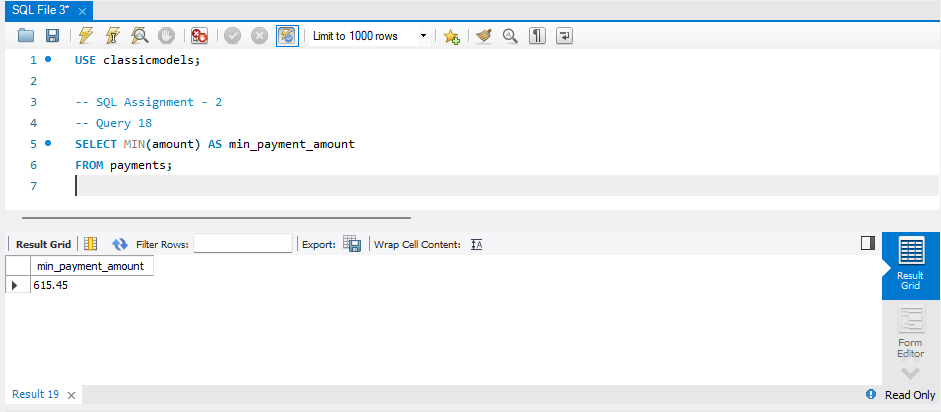 SQL File 3*
Limit to 1000 rows
1 USE classicmodels;
2
3 -- SQL Assignment - 2
4 -- Query 18
5 SELECT MIN(amount) AS min_payment_amount
6 FROM payments;
7
Result Grid Filter Rows: Export: Wrap Cell Content:
min_payment_amount
615.45
Result
Grid
Form
Editor
Result 19 Read Only